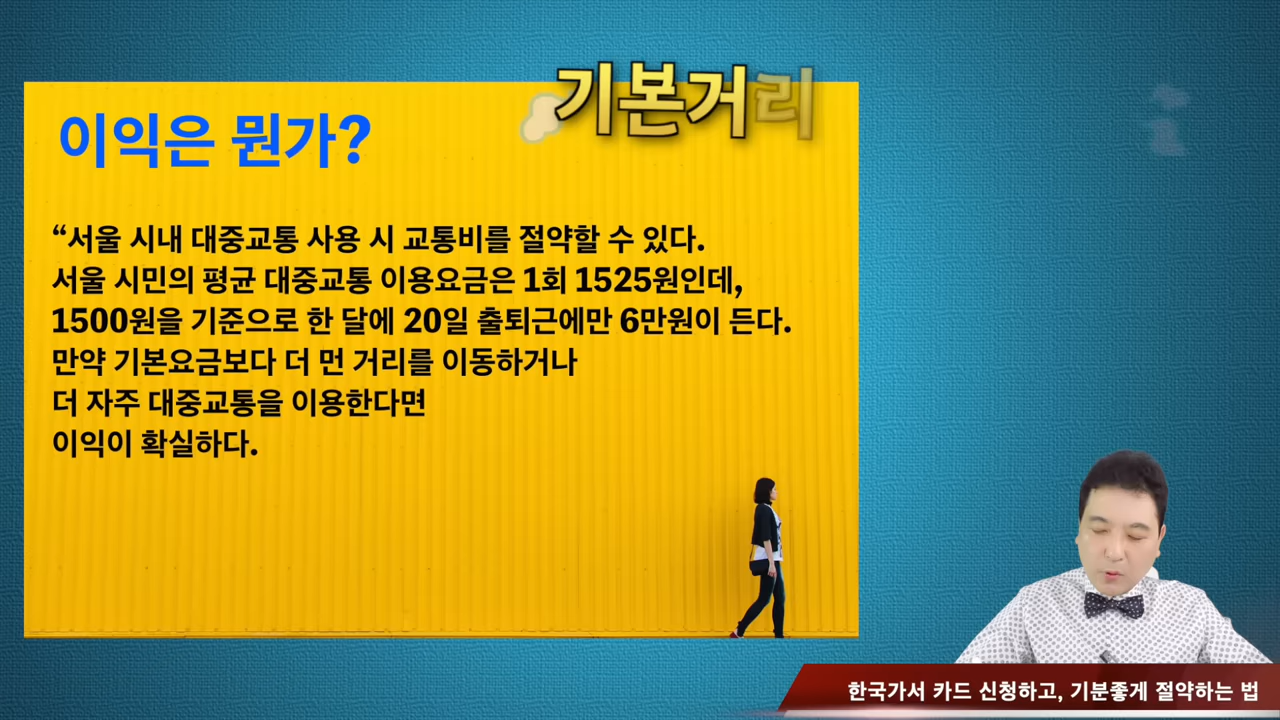 기본거리
이익은 뭔가?
“서울 시내 대중교통 사용 시 교통비를 절약할 수 있다.
서울 시민의 평균 대중교통 이용요금은 1회 1525원인데,
1500원을 기준으로 한 달에 20일 출퇴근에만 6만원이 든다.
만약 기본요금보다 더 먼 거리를 이동하거나
더 자주 대중교통을 이용한다면
이익이 확실하다.
한국가서 카드 신청하고, 기분좋게 절약하는 법